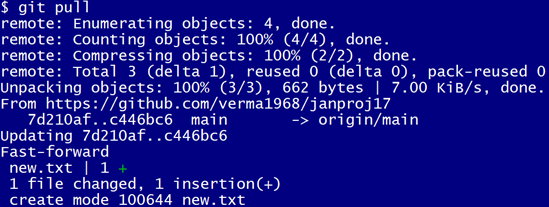 $ git pull
remote: Enumerating objects: 4, done.
remote: Counting objects: 100% (4/4), done.
remote: Compressing objects: 100% (2/2), done.
remote: Total 3 (delta 1), reused 0 (delta 0), pack-reused 0
Unpacking objects: 100% (3/3), 662 bytes | 7.00 KiB/s, done.
From https://github.com/verma1968/janproj17
   7d210af..c446bc6  main       -> origin/main
Updating 7d210af..c446bc6
Fast-forward
 new.txt | 1 +
 1 file changed, 1 insertion(+)
 create mode 100644 new.txt